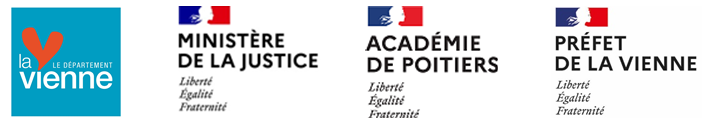 la
LE DÉPARTEMENT
vienne
MINISTÈRE
DE LA JUSTICE
Liberté
Égalité
Fraternité
ACADÉMIE
DE POITIERS
Liberté
Égalité
Fraternité
PRÉFET
DE LA VIENNE
Liberté
Égalité
Fraternité